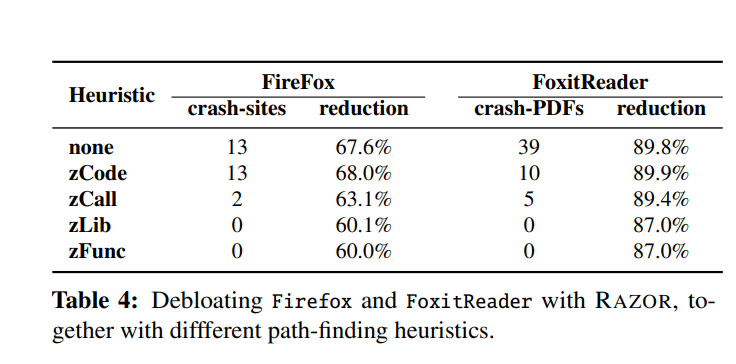 Heuristic FireFox FoxitReader
crash-sites reduction crash-PDFs reduction
none 13 67.6% 39 89.8%
zCode 13 68.0% 10 89.9%
zCall 2 63.1% 5 89.4%
zLib 0 60.1% 0 87.0%
zFunc 0 60.0% 0 87.0%
Table 4: Debloating Firefox and FoxitReader with RAZOR, to-
gether with diffferent path-finding heuristics.